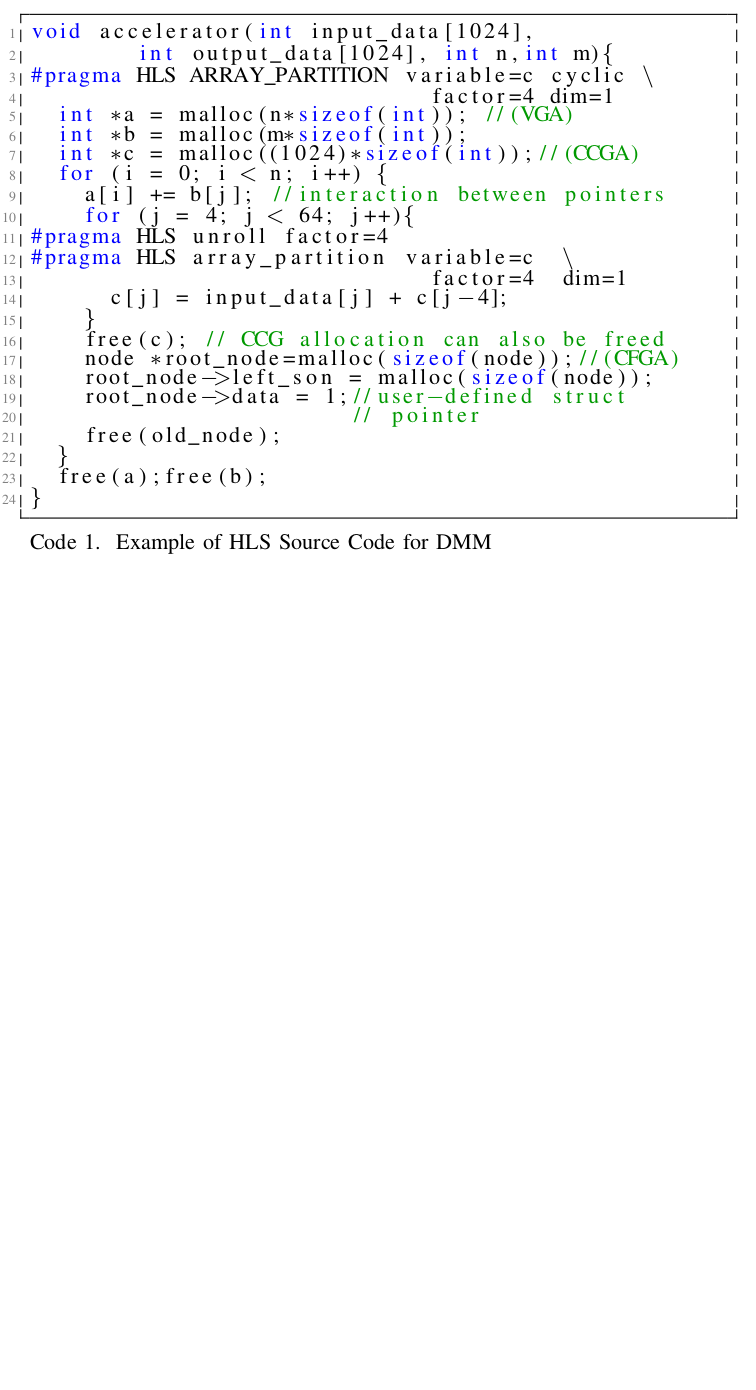 1 void accelerator(int input_data[1024],
2 int output_data[1024], int n,int m){
3 #pragma HLS ARRAY_PARTITION variable=c cyclic \
4 factor=4 dim=1
5 int *a = malloc(n*sizeof(int)); //(VGA)
6 int *b = malloc(m*sizeof(int));
7 int *c = malloc((1024)*sizeof(int));//(CCGA)
8 for (i = 0; i < n; i++) {
9 a[i] += b[j]; //interaction between pointers
10 for (j = 4; j < 64; j++){
11 #pragma HLS unroll factor=4
12 #pragma HLS array_partition variable=c \
13 factor=4 dim=1
14 c[j] = input_data[j] + c[j-4];
15 }
16 free(c); // CCG allocation can also be freed
17 node *root_node=malloc(sizeof(node));//(CFGA)
18 root_node->left_son = malloc(sizeof(node));
19 root_node->data = 1;//user-defined struct
20 // pointer
21 free(old_node);
22 }
23 free(a);free(b);
24 }
Code 1. Example of HLS Source Code for DMM